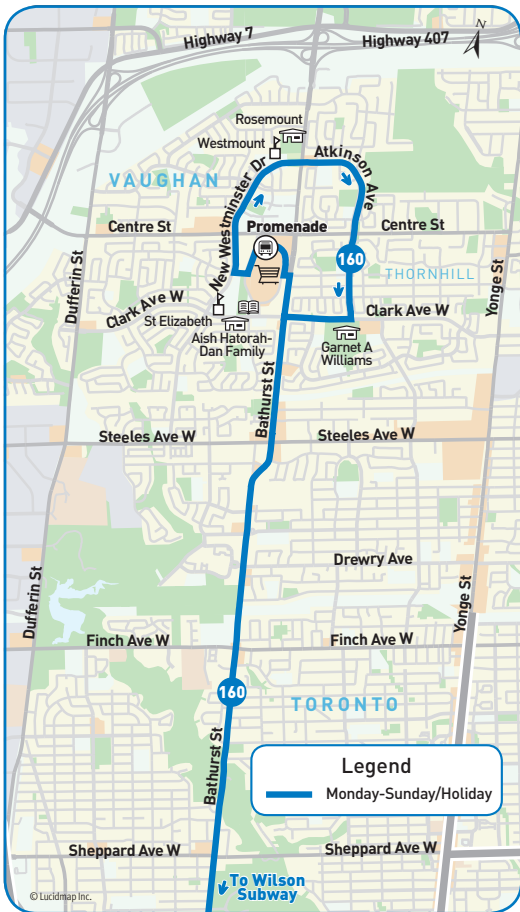 Highway 7
Highway 407
N
Rosemount
Westmount
Atkinson Ave
VAUGHAN
New Westminster Dr
Centre St
Promenade
Centre St
Dufferin St
160
THORNHILL
Yonge St
Clark Ave W
St Elizabeth
Aish Hatorah-
Dan Family
Clark Ave W
Garnet A
Williams
Bathurst St
Steeles Ave W
Steeles Ave W
Drewry Ave
Dufferin St
Yonge St
Finch Ave W
Finch Ave W
160
TORONTO
Bathurst St
Legend
Monday-Sunday/Holiday
Sheppard Ave W
Sheppard Ave W
To Wilson
Subway
© Lucidmap Inc.